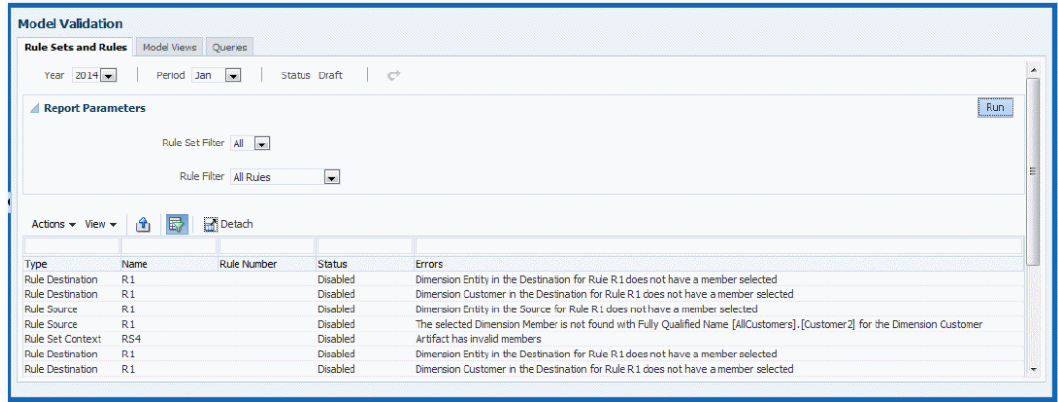 Model Validation
Rule Sets and Rules Model Views Queries
Year 2014 Period Jan Status Draft
Report Parameters Run
Rule Set Filter All
Rule Filter All Rules
Actions View Detach
Type Name Rule Number Status Errors
Rule Destination R1 Disabled Dimension Entity in the Destination for Rule R1 does not have a member selected
Rule Destination R1 Disabled Dimension Customer in the Destination for Rule R1 does not have a member selected
Rule Source R1 Disabled Dimension Entity in the Source for Rule R1 does not have a member selected
Rule Source R1 Disabled The selected Dimension Member is not found with Fully Qualified Name [AllCustomers].[Customer2] for the Dimension Customer
Rule Set Context RS4 Disabled Artifact has invalid members
Rule Destination R1 Disabled Dimension Entity in the Destination for Rule R1 does not have a member selected
Rule Destination R1 Disabled Dimension Customer in the Destination for Rule R1 does not have a member selected